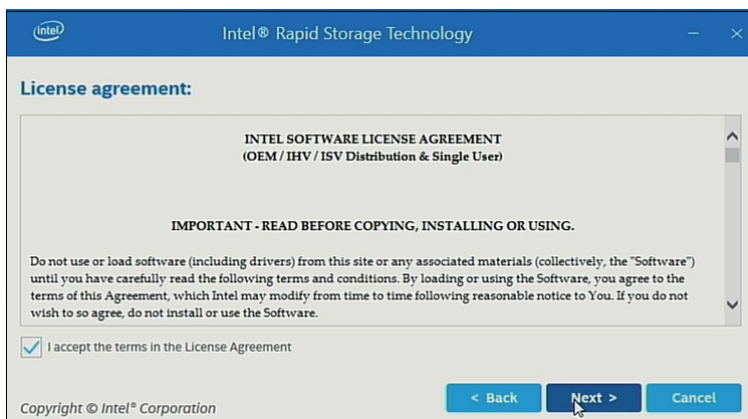 intel
Intel® Rapid Storage Technology
License agreement:
INTEL SOFTWARE LICENSE AGREEMENT
(OEM / IHV / ISV Distribution & Single User)
IMPORTANT - READ BEFORE COPYING, INSTALLING OR USING.
Do not use or load software (including drivers) from this site or any associated materials (collectively, the "Software")
until you have carefully read the following terms and conditions. By loading or using the Software, you agree to the
terms of this Agreement, which Intel may modify from time to time following reasonable notice to You. If you do not
wish to so agree, do not install or use the Software.
I accept the terms in the License Agreement
< Back Next > Cancel
Copyright © Intel® Corporation